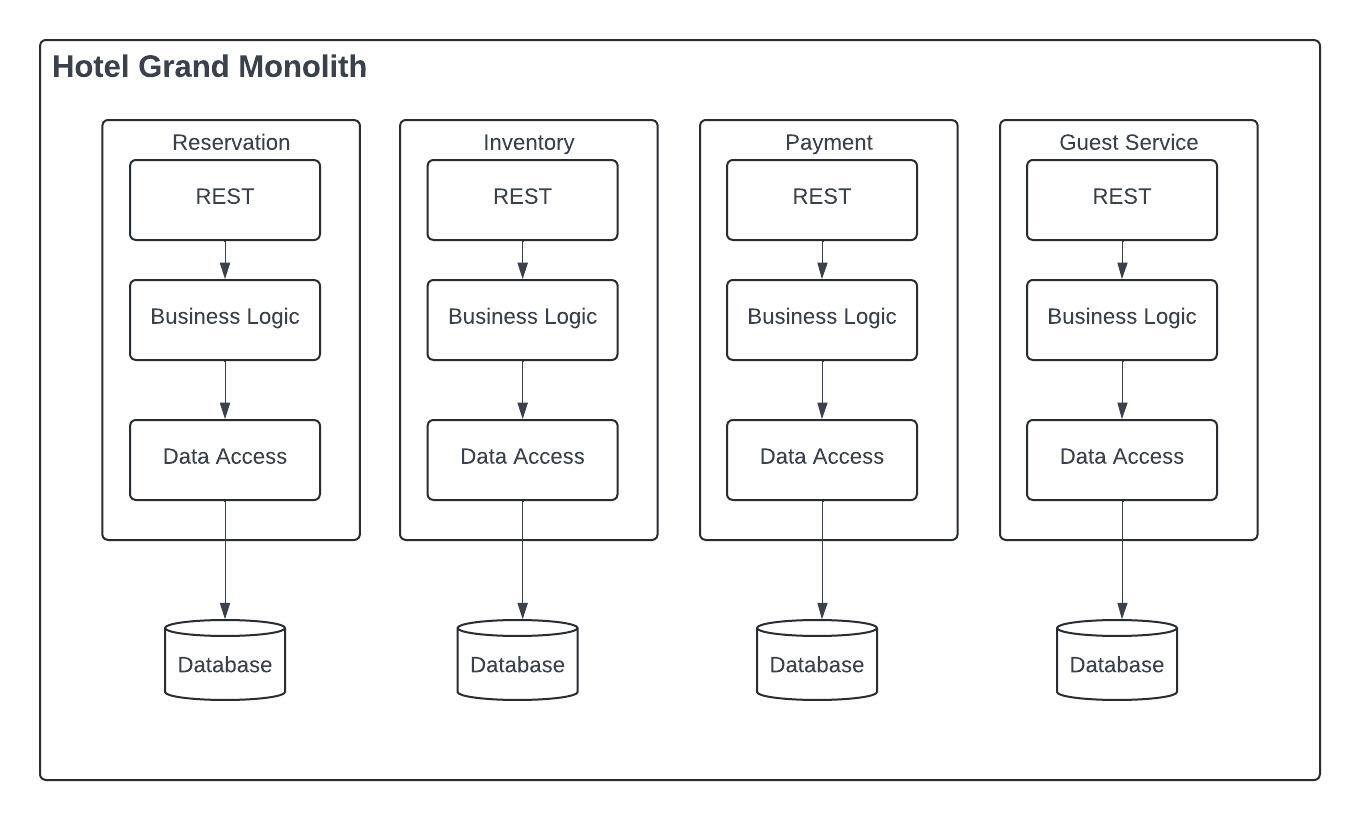 Hotel Grand Monolith
Reservation
REST
Business Logic
Data Access
Database
Inventory
REST
Business Logic
Data Access
Database
Payment
REST
Business Logic
Data Access
Database
Guest Service
REST
Business Logic
Data Access
Database